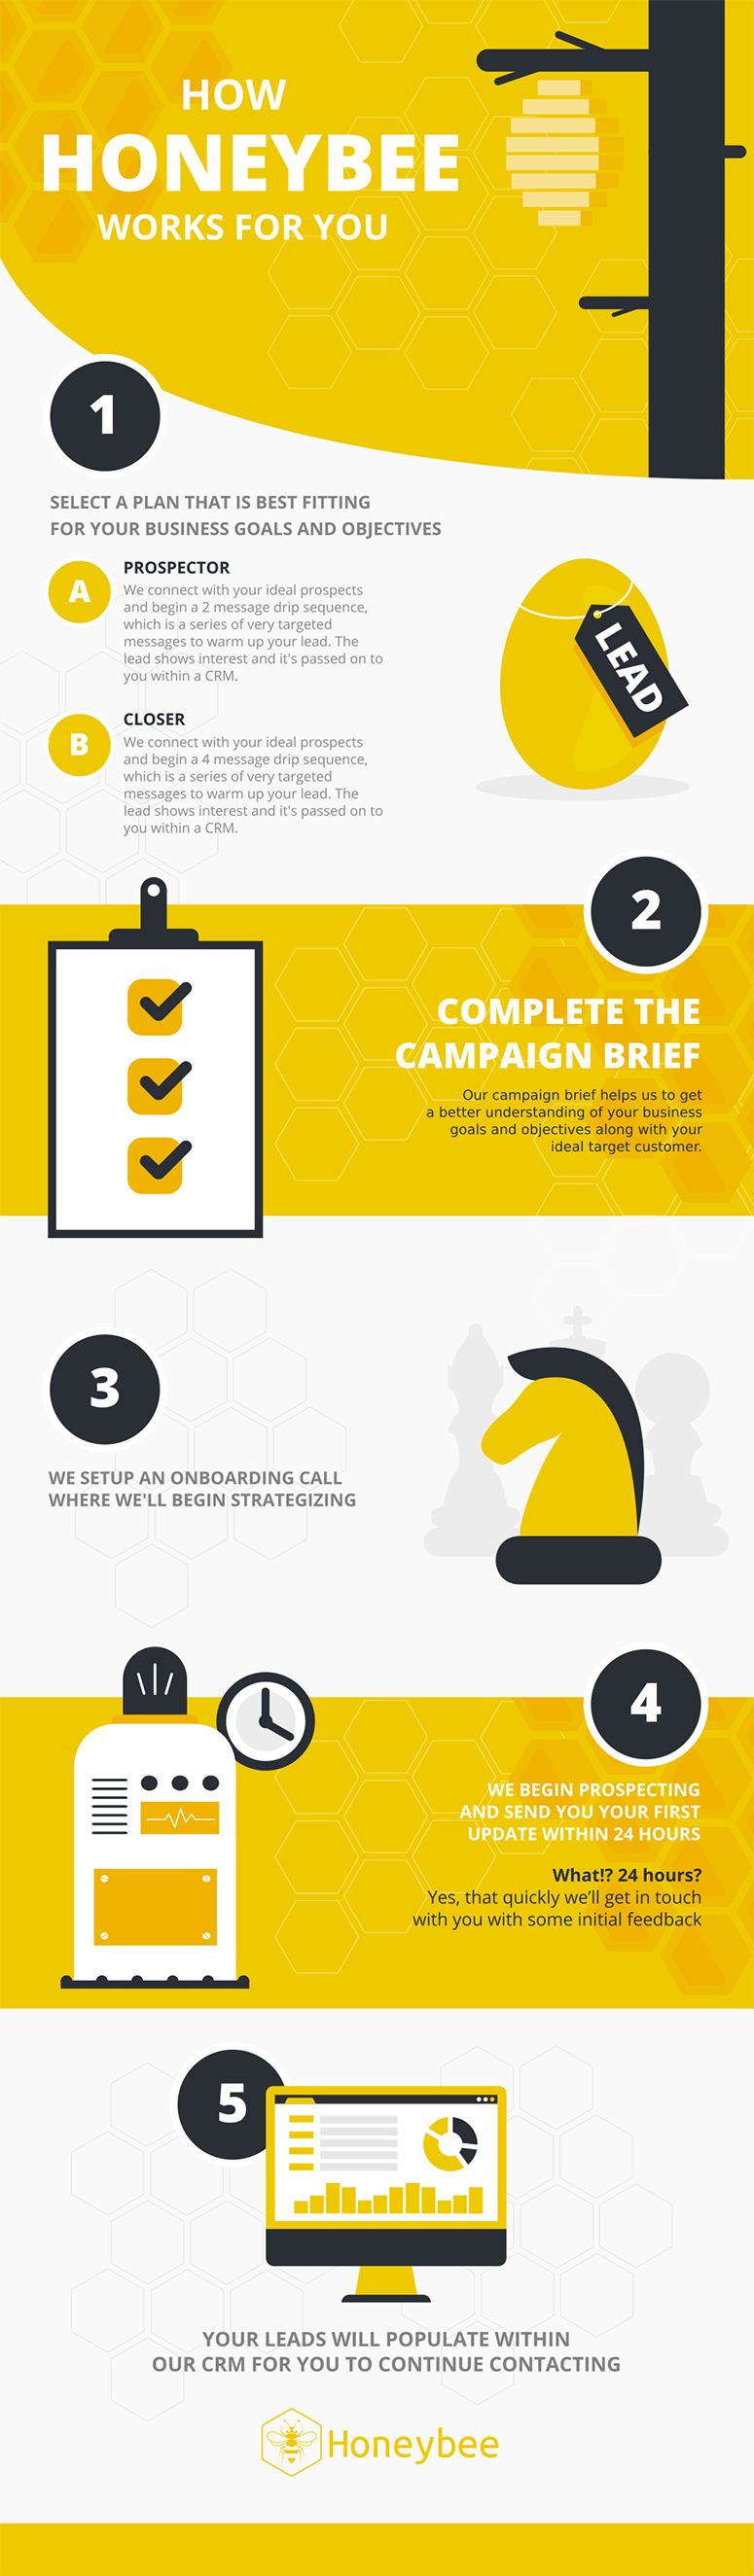 HOW
HONEYBEE
WORKS FOR YOU
1
SELECT A PLAN THAT IS BEST FITTING
FOR YOUR BUSINESS GOALS AND OBJECTIVES
A
PROSPECTOR
We connect with your ideal prospects
and begin a 2 message drip sequence,
which is a series of very targeted
messages to warm up your lead. The
lead shows interest and it's passed on to
you within a CRM.
LEAD
B
CLOSER
We connect with your ideal prospects
and begin a 4 message drip sequence,
which is a series of very targeted
messages to warm up your lead. The
lead shows interest and it's passed on to
you within a CRM.
2
COMPLETE THE
CAMPAIGN BRIEF
Our campaign brief helps us to get
a better understanding of your business
goals and objectives along with your
ideal target customer.
3
WE SETUP AN ONBOARDING CALL
WHERE WE'LL BEGIN STRATEGIZING
4
WE BEGIN PROSPECTING
AND SEND YOU YOUR FIRST
UPDATE WITHIN 24 HOURS
What!? 24 hours?
Yes, that quickly we'll get in touch
with you with some initial feedback
5
YOUR LEADS WILL POPULATE WITHIN
OUR CRM FOR YOU TO CONTINUE CONTACTING
Honeybee